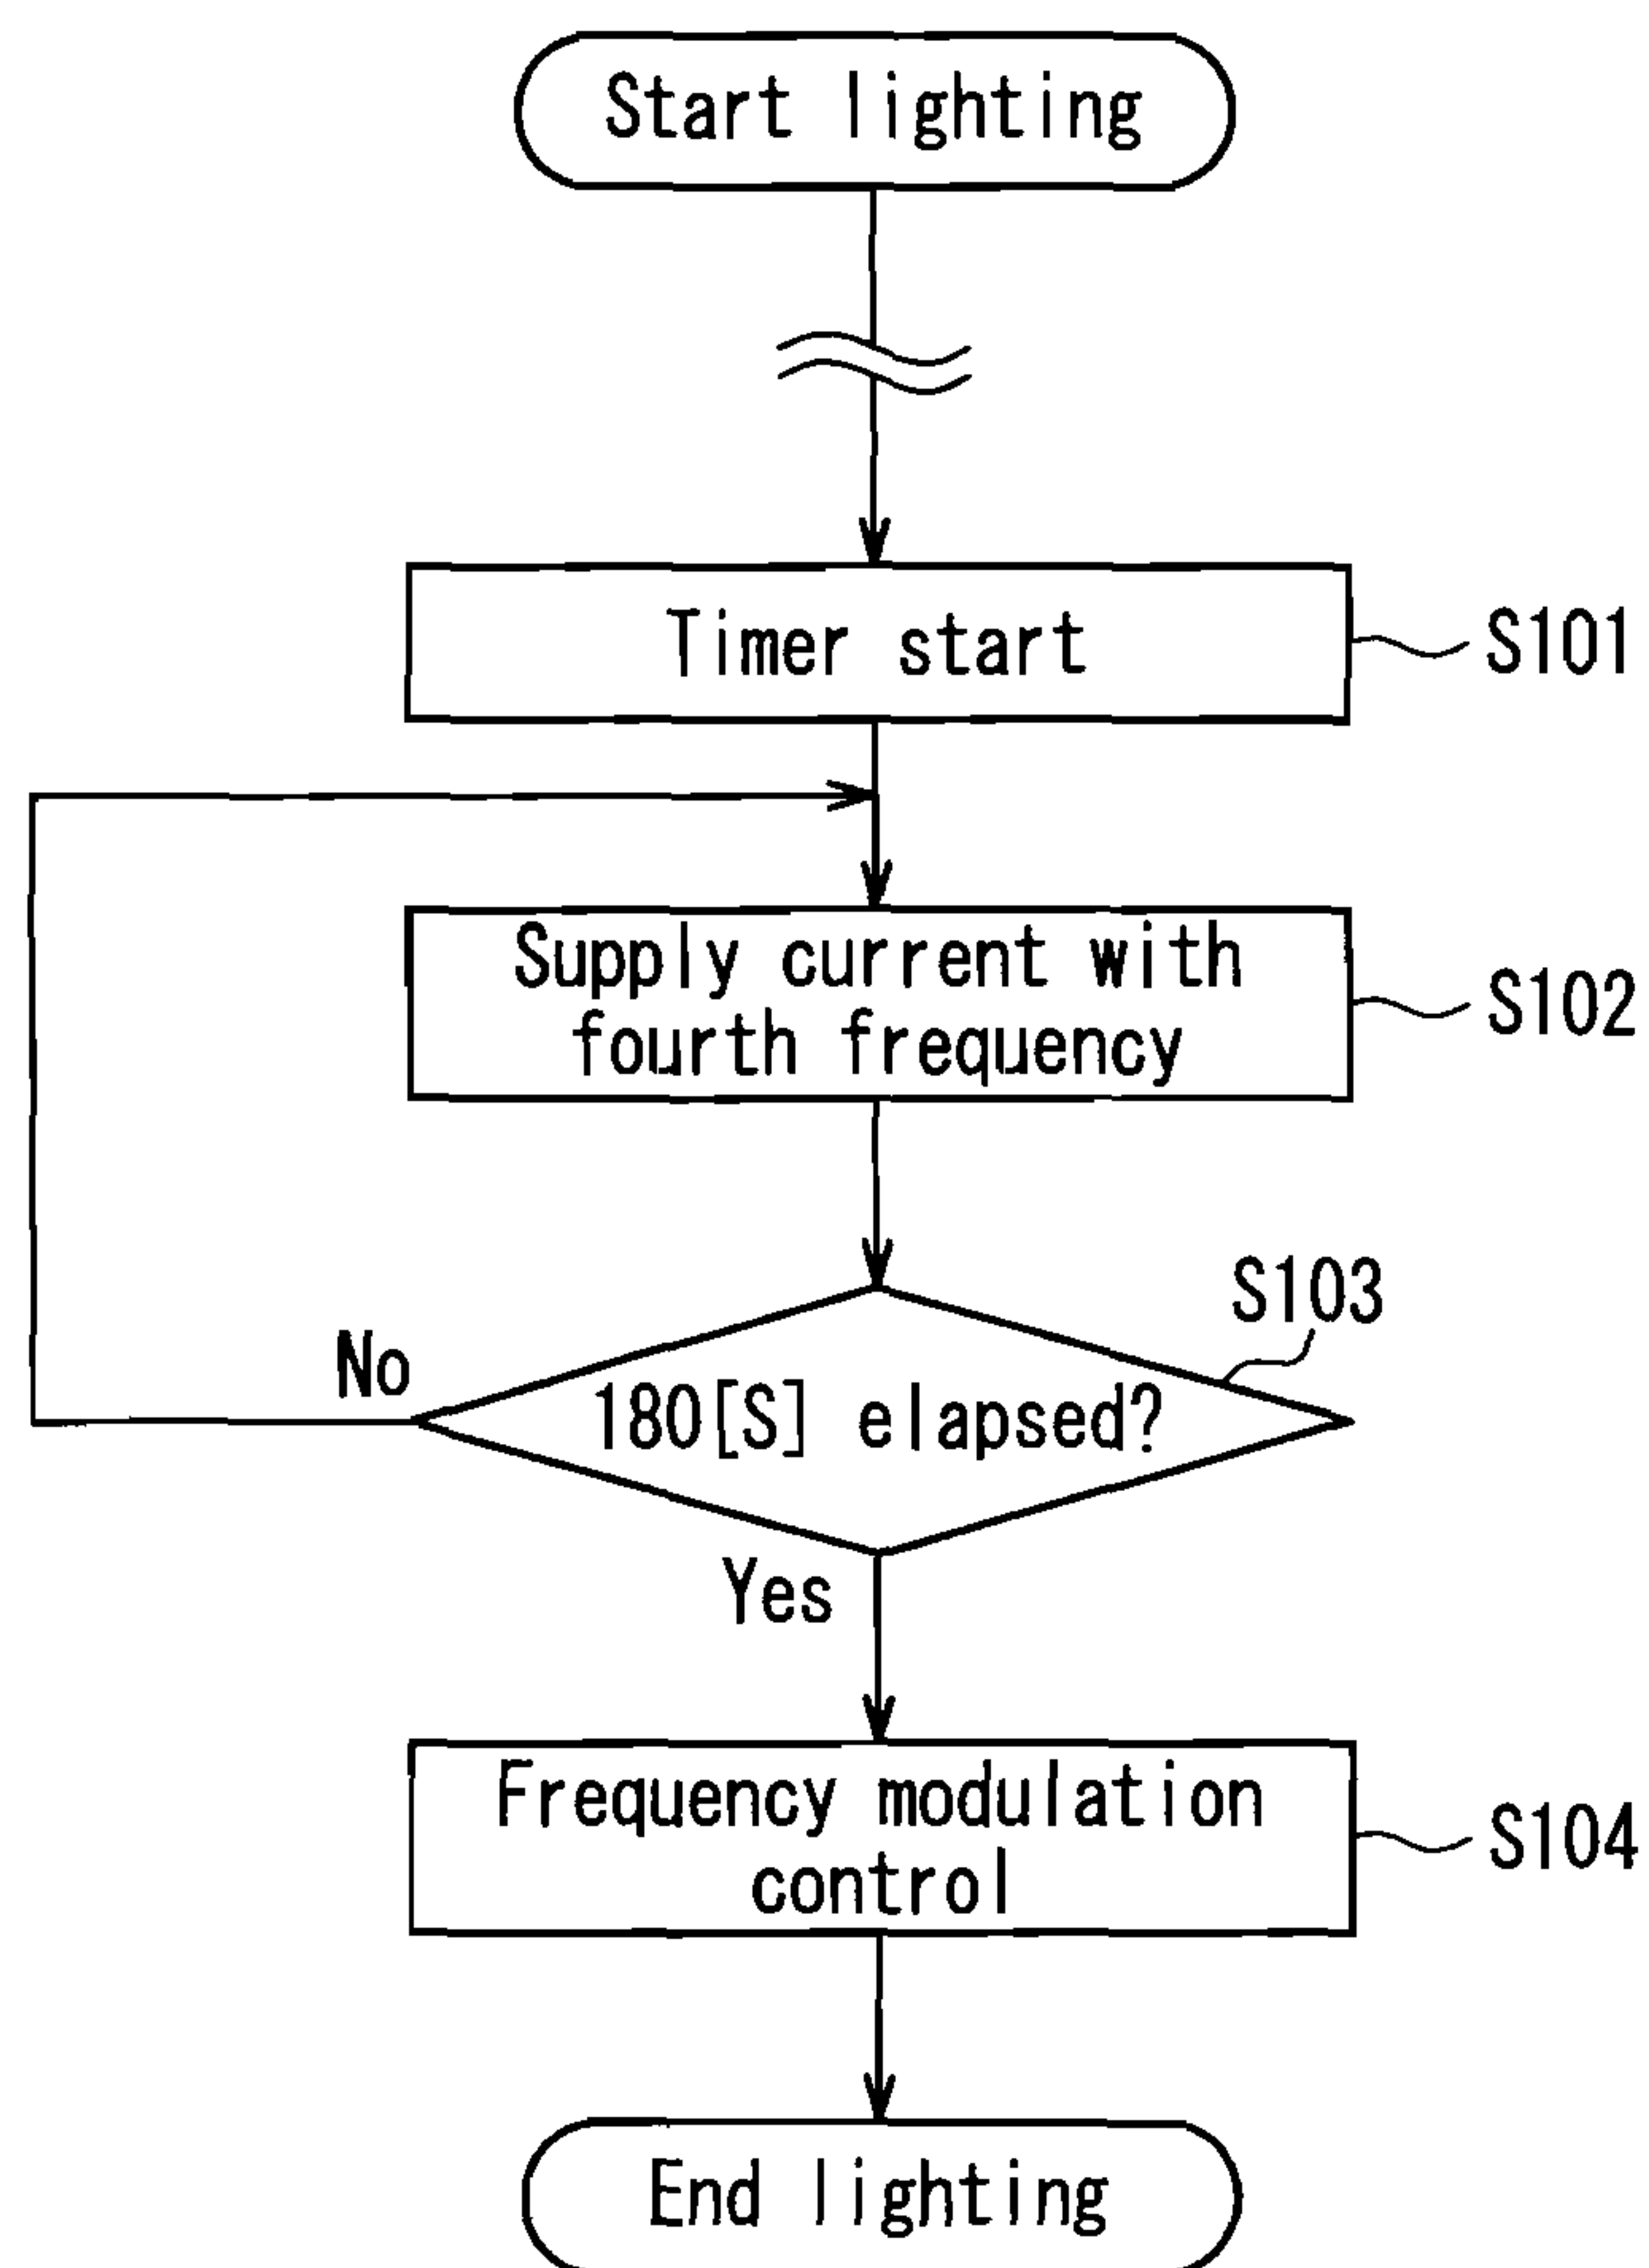 Start lighting
Timer start
S101
Supply current with
fourth frequency
S102
S103
No
180[S] elapsed?
Yes
Frequency modulation
control
S104
End lighting